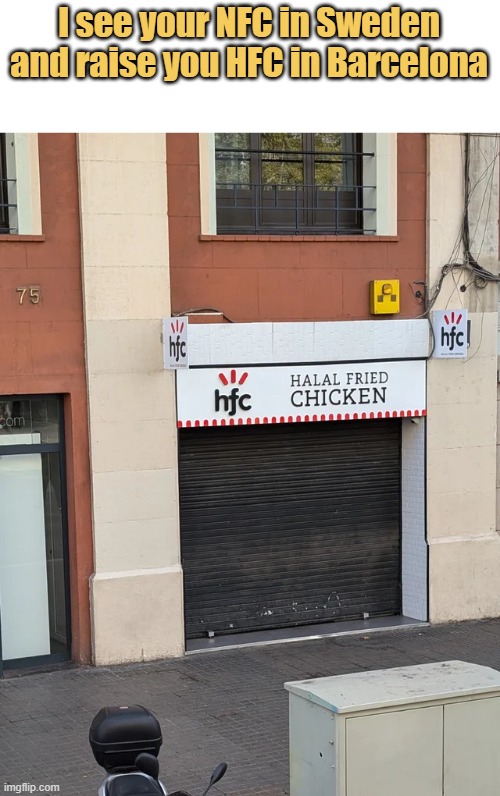 I see your NFC in Sweden
and raise you HFC in Barcelona
75
hfc
hfc
hfc
HALAL FRIED
CHICKEN
com
imgflip.com